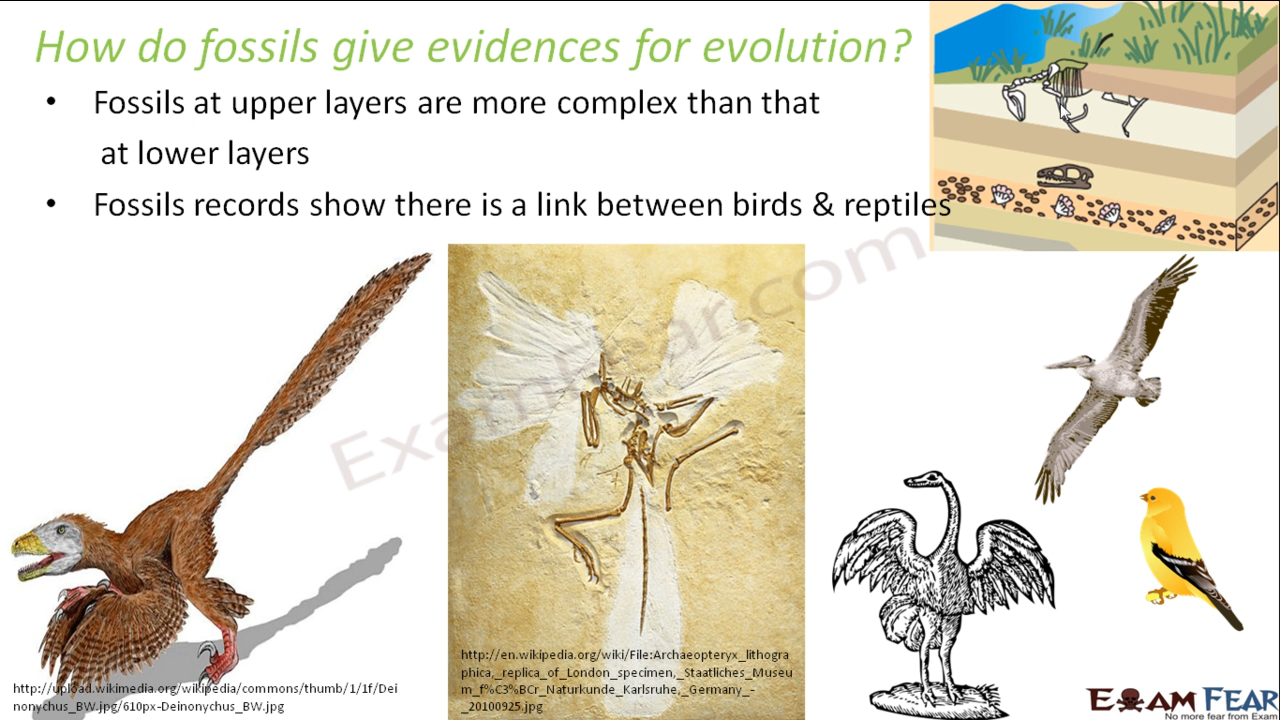 How do fossils give evidences for evolution?
• Fossils at upper layers are more complex than that
at lower layers
• Fossils records show there is a link between birds & reptiles
ExamFear.com
http://upload.wikimedia.org/wikipedia/commons/thumb/1/1f/Dei
nonychus_BW.jpg/610px-Deinonychus_BW.jpg
http://en.wikipedia.org/wiki/File:Archaeopteryx_lithogra
phica,_replica_of_London_specimen,_Staatliches_Museu
m_f%C3%BCr_Naturkunde_Karlsruhe,_Germany_-
_20100925.jpg
EXAM FEAR
No more fear from Exam